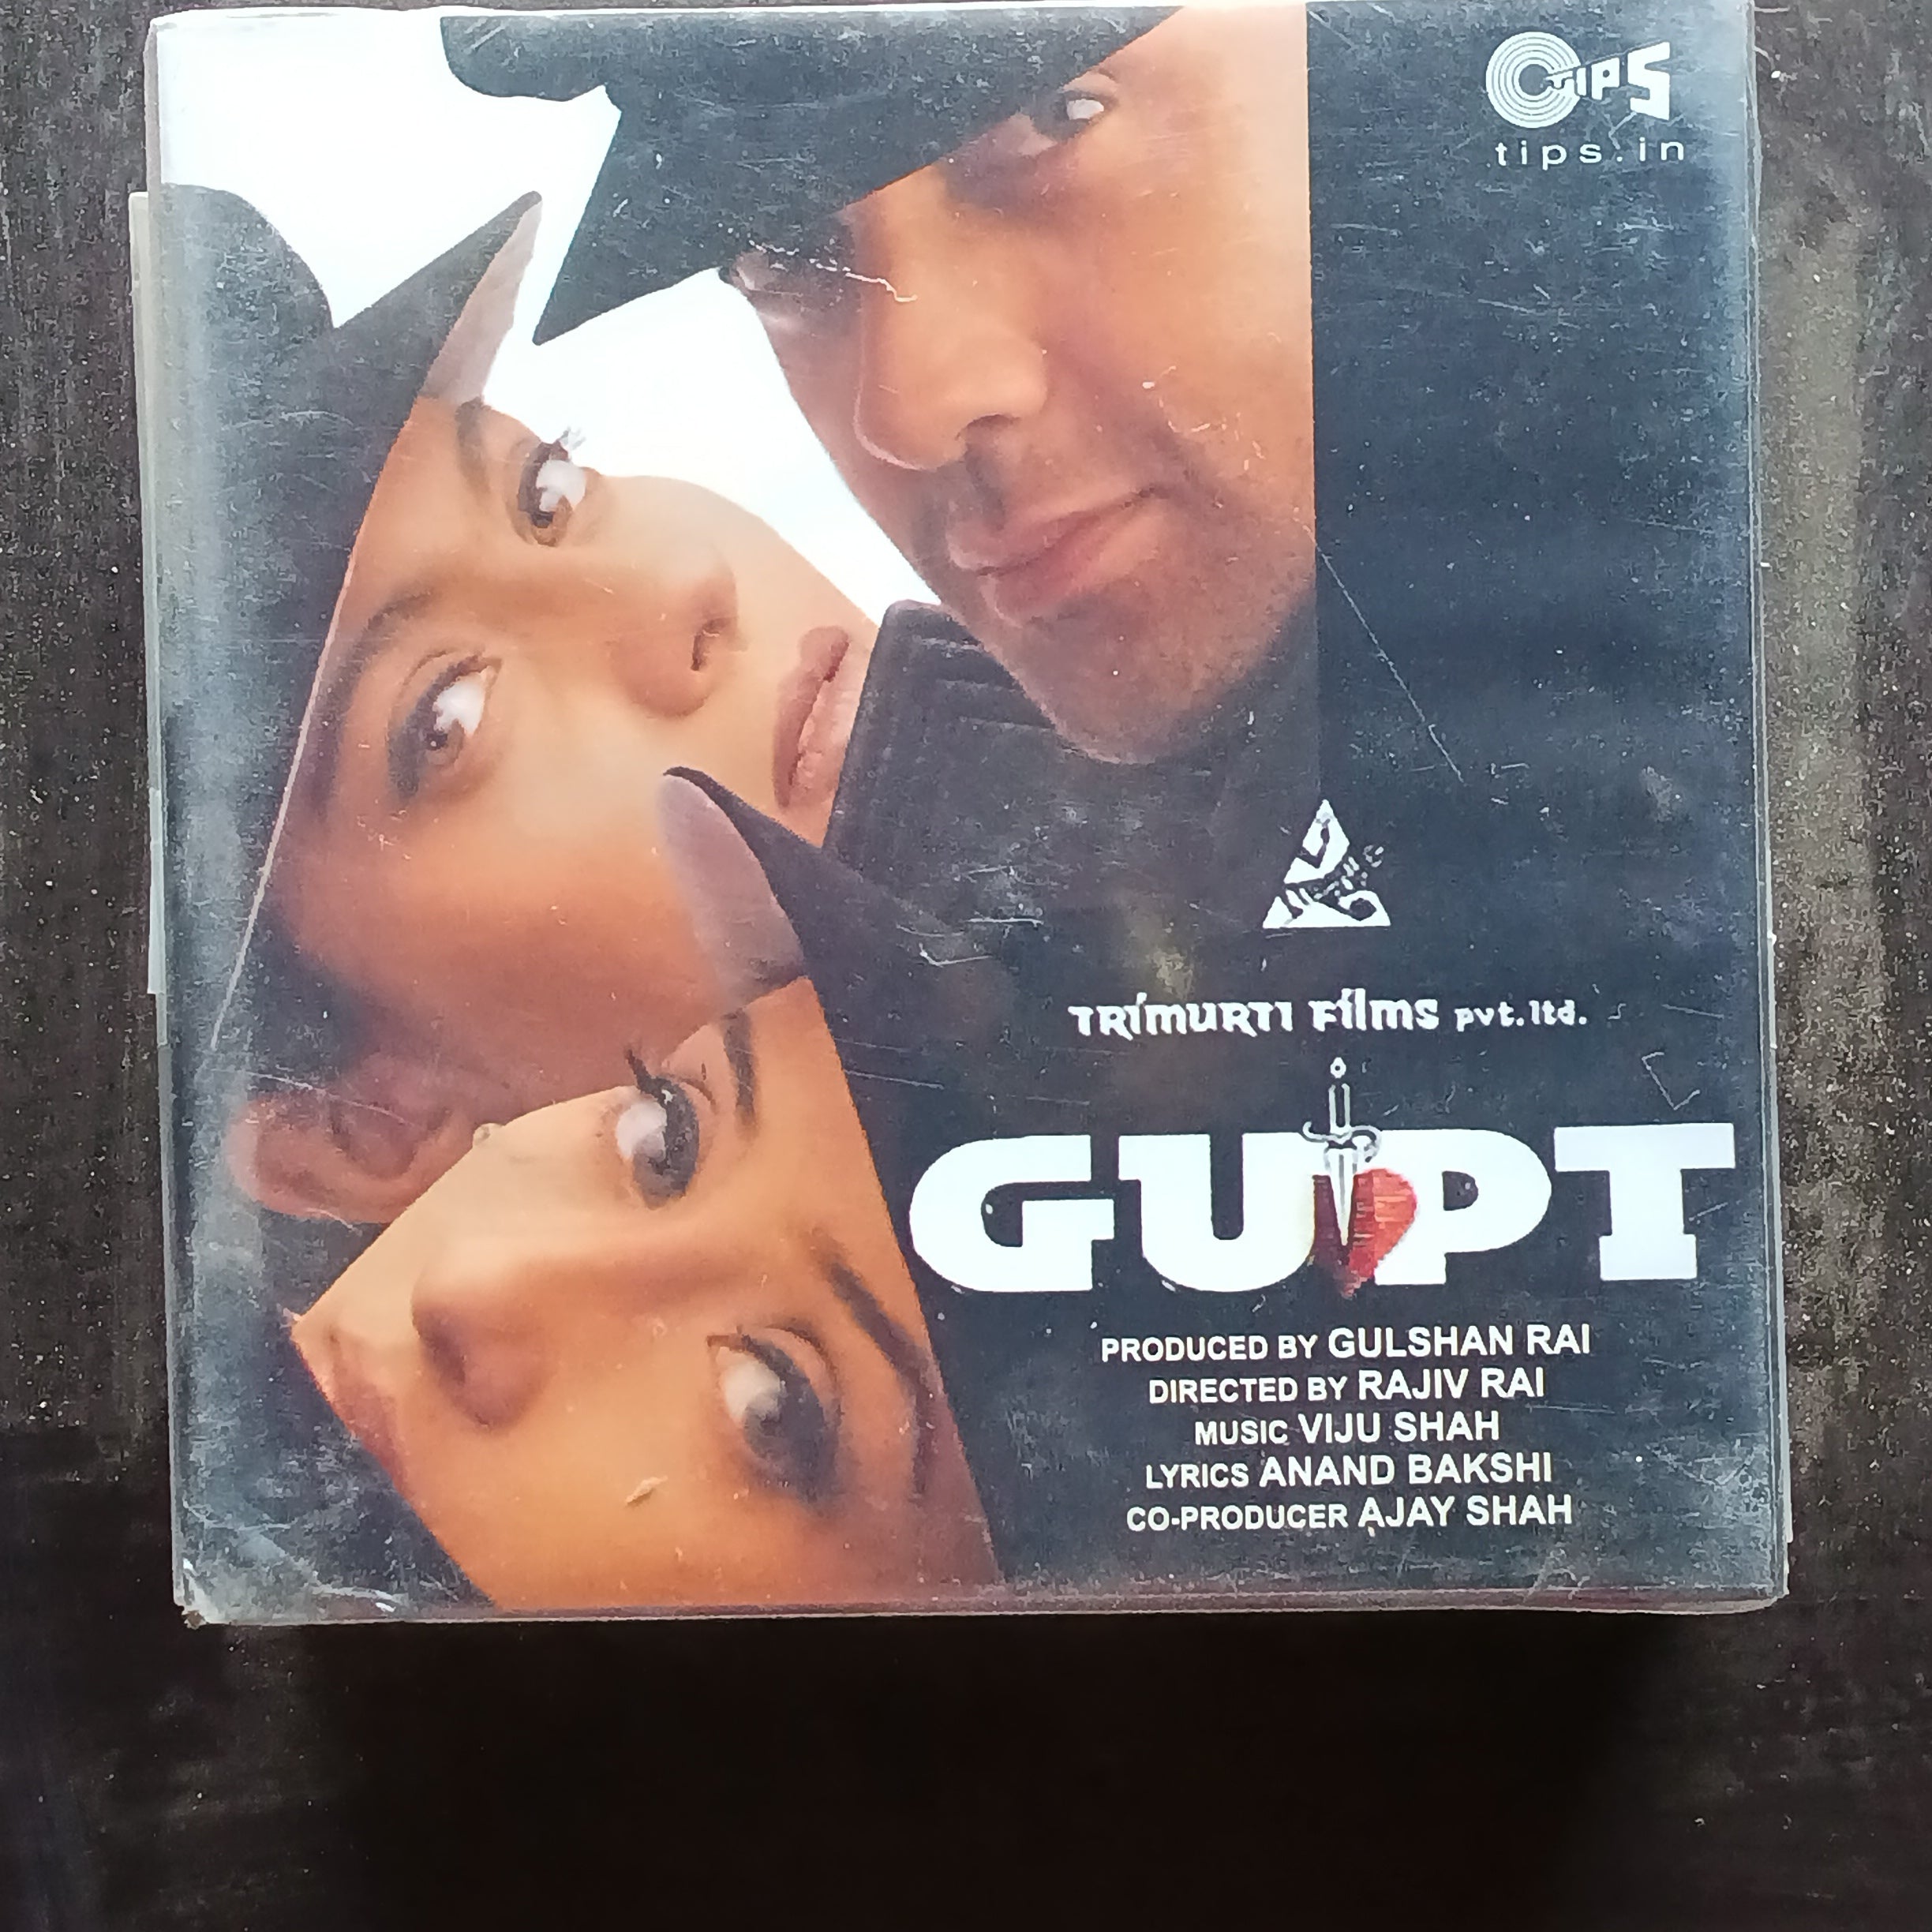 TIPS
tips.in
TRIMURTI FILMS pvt.ltd.
GUPT
PRODUCED BY GULSHAN RAI
DIRECTED BY RAJIV RAI
MUSIC VIJU SHAH
LYRICS ANAND BAKSHI
CO-PRODUCER AJAY SHAH